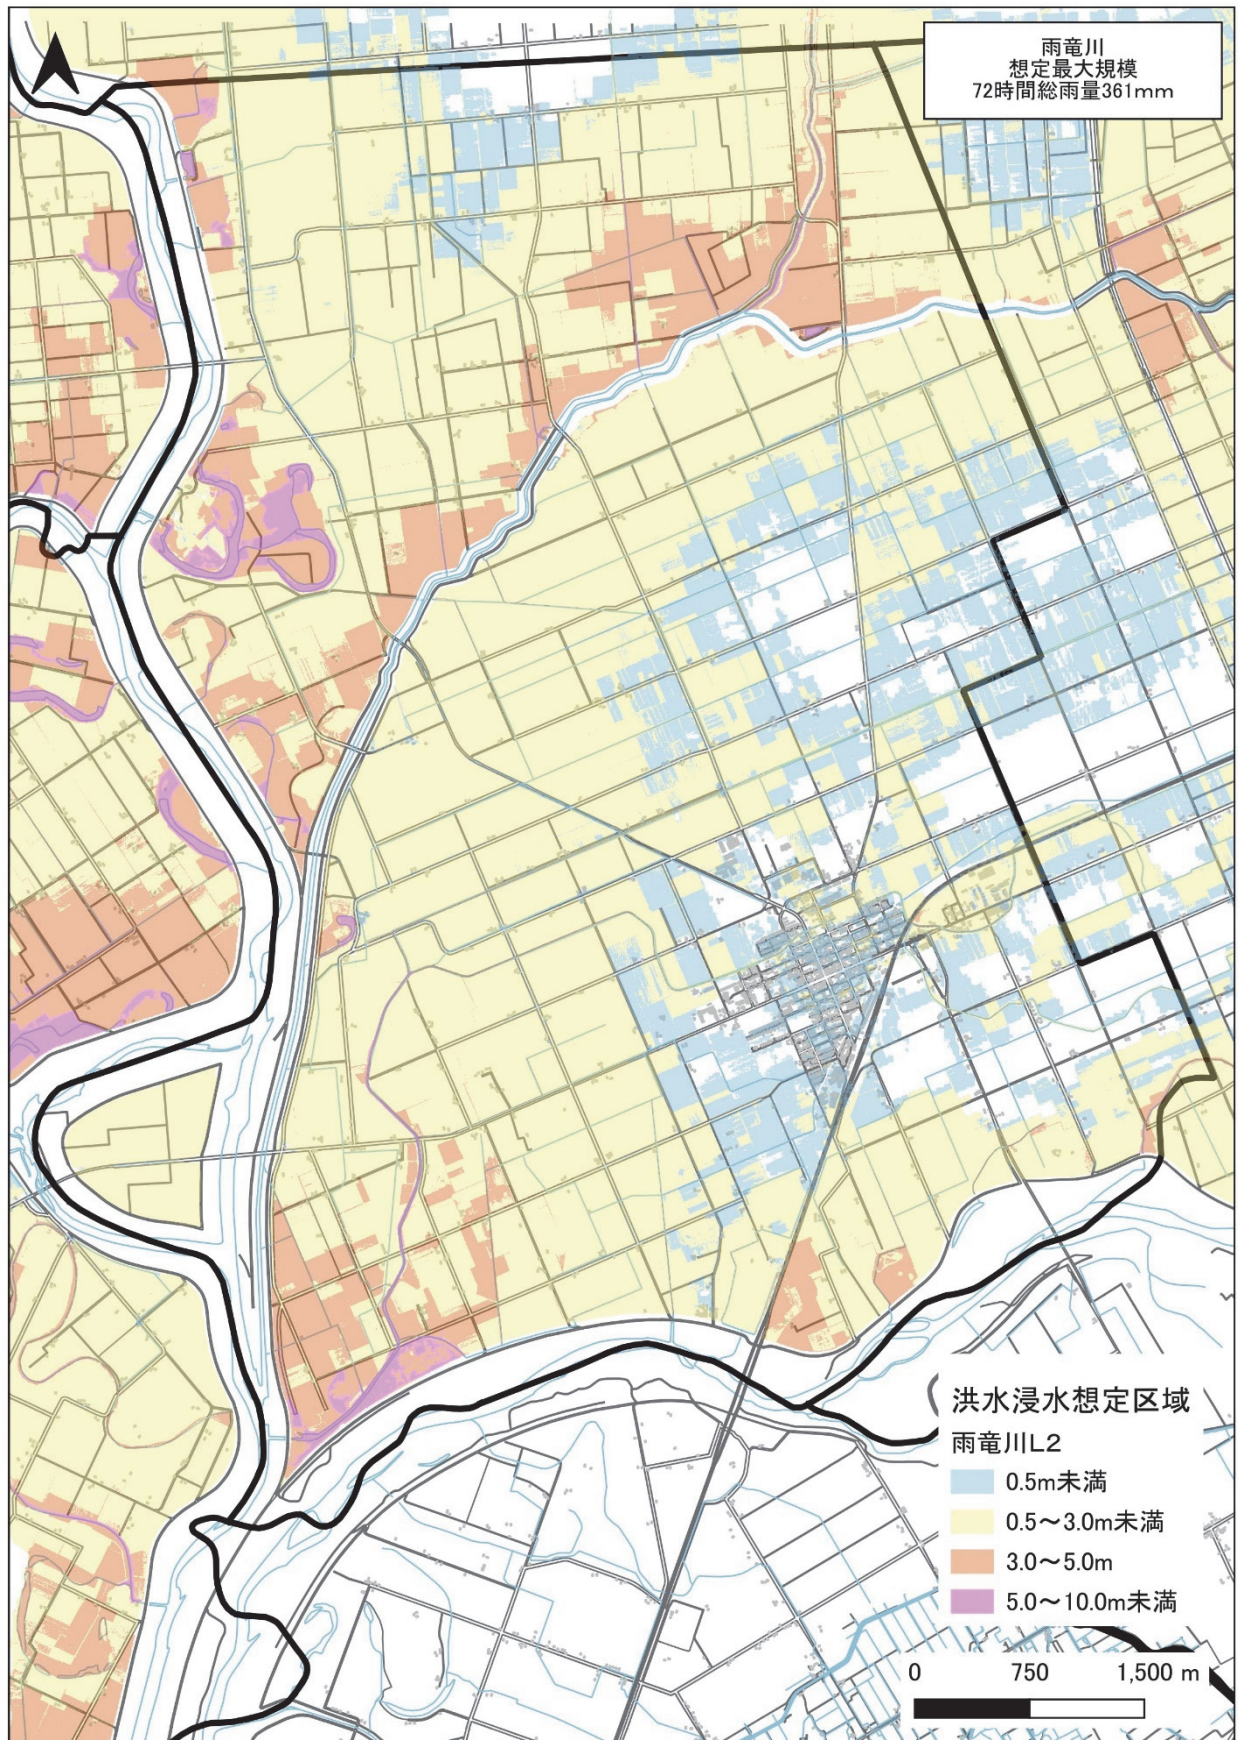 雨竜川
想定最大規模
72時間総雨量361mm
洪水浸水想定区域
雨竜川L2
0.5m未満
0.5～3.0m未満
3.0～5.0m
5.0～10.0m未満
0 750 1,500 m